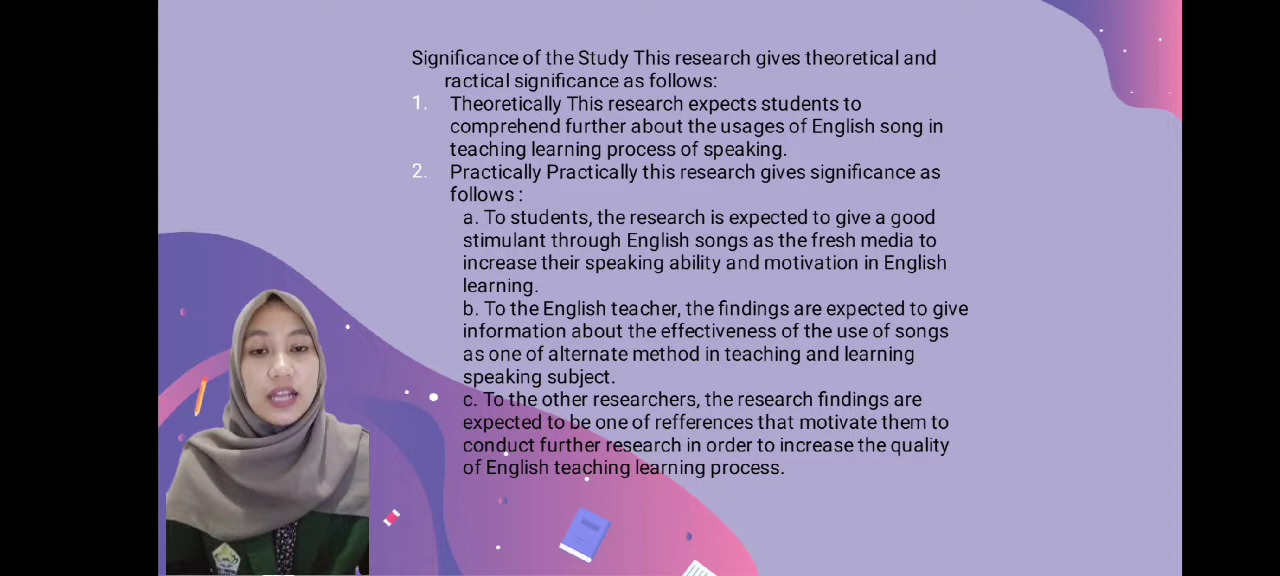 Significance of the Study This research gives theoretical and
ractical significance as follows:
1. Theoretically This research expects students to
comprehend further about the usages of English song in
teaching learning process of speaking.
2. Practically Practically this research gives significance as
follows :
a. To students, the research is expected to give a good
stimulant through English songs as the fresh media to
increase their speaking ability and motivation in English
learning.
b. To the English teacher, the findings are expected to give
information about the effectiveness of the use of songs
as one of alternate method in teaching and learning
speaking subject.
c. To the other researchers, the research findings are
expected to be one of refferences that motivate them to
conduct further research in order to increase the quality
of English teaching learning process.